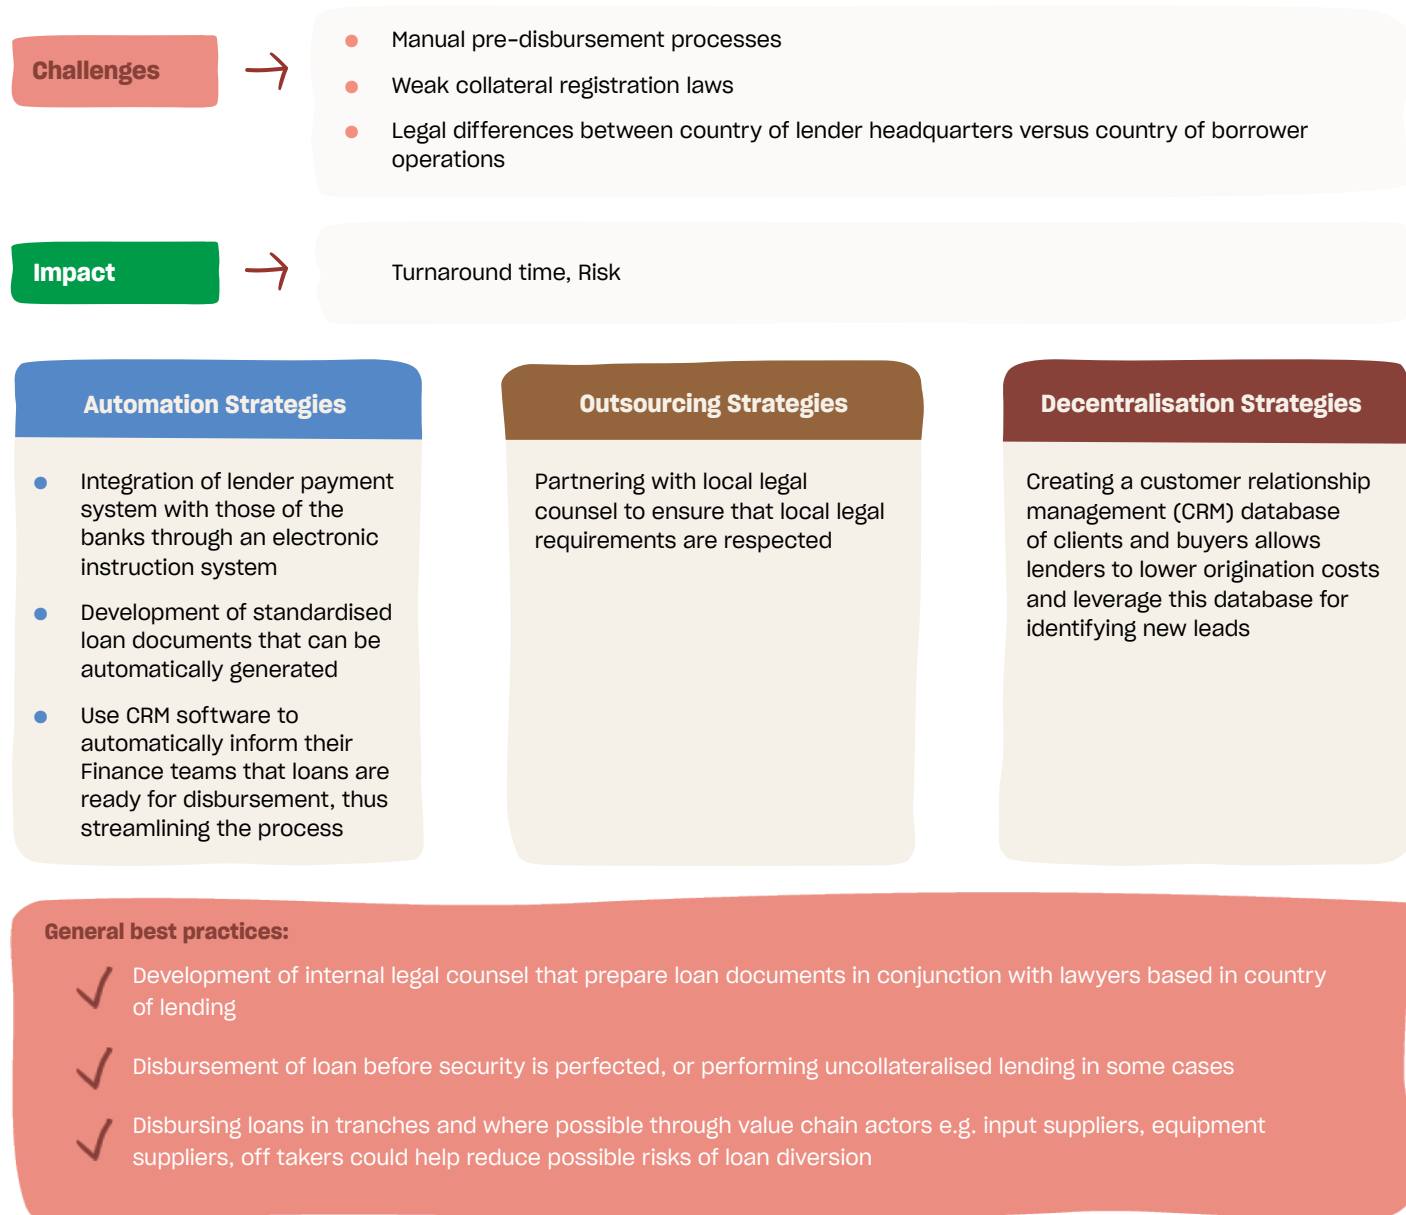 Challenges
Manual pre-disbursement processes
Weak collateral registration laws
Legal differences between country of lender headquarters versus country of borrower
operations
Impact
Turnaround time, Risk
Automation Strategies
Integration of lender payment
system with those of the
banks through an electronic
instruction system
Development of standardised
loan documents that can be
automatically generated
Use CRM software to
automatically inform their
Finance teams that loans are
ready for disbursement, thus
streamlining the process
Outsourcing Strategies
Partnering with local legal
counsel to ensure that local legal
requirements are respected
Decentralisation Strategies
Creating a customer relationship
management (CRM) database
of clients and buyers allows
lenders to lower origination costs
and leverage this database for
identifying new leads
General best practices:
Development of internal legal counsel that prepare loan documents in conjunction with lawyers based in country
of lending
Disbursement of loan before security is perfected, or performing uncollateralised lending in some cases
Disbursing loans in tranches and where possible through value chain actors e.g. input suppliers, equipment
suppliers, off takers could help reduce possible risks of loan diversion